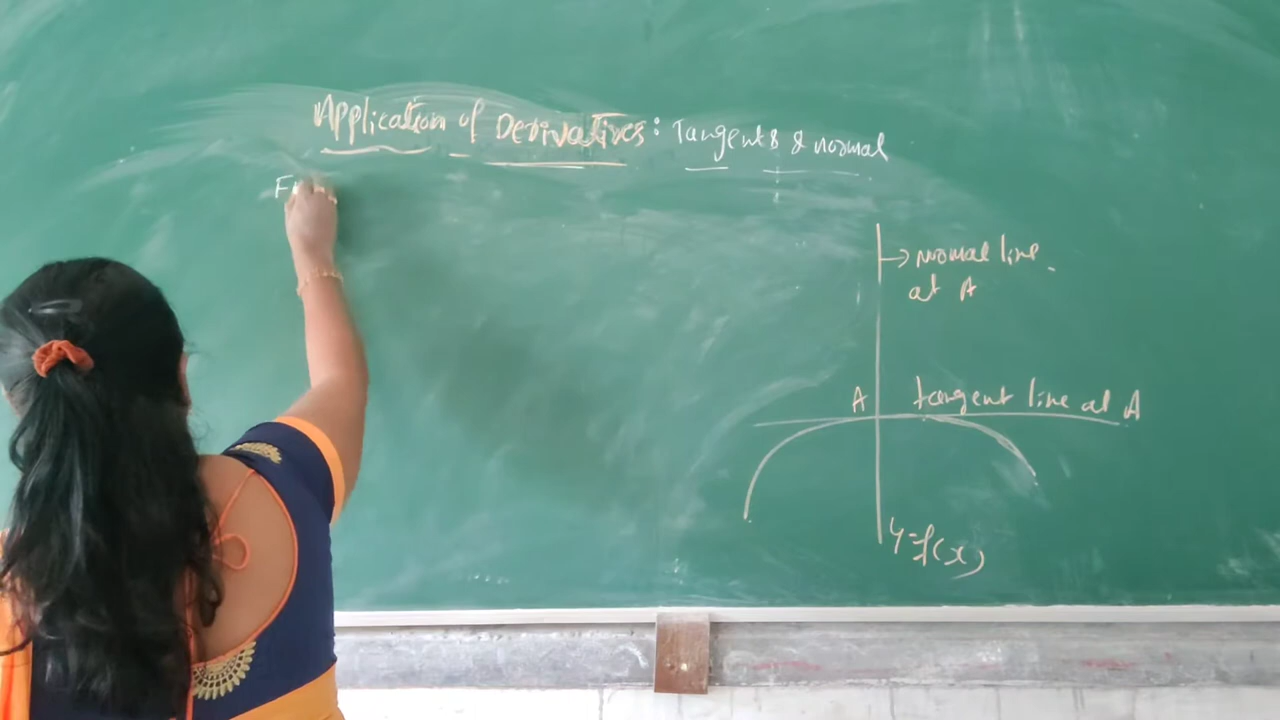 Application of Derivatives: Tangents & normal
F
normal line
at A
A
tangent line at A
y=f(x)